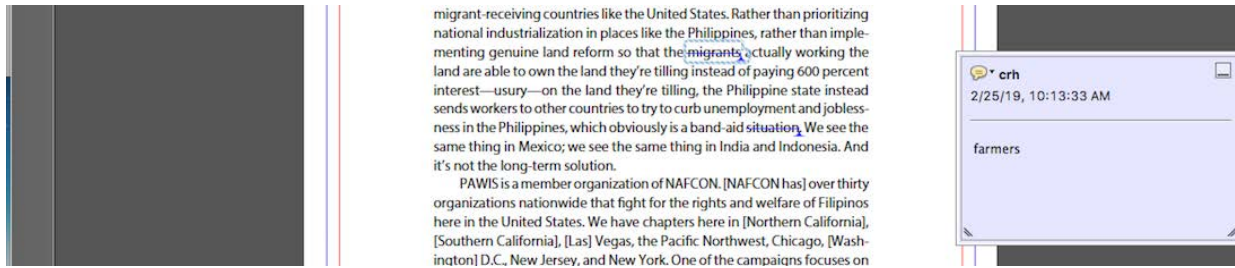 migrant-receiving countries like the United States. Rather than prioritizing
national industrialization in places like the Philippines, rather than imple-
menting genuine land reform so that the migrants actually working the
land are able to own the land they're tilling instead of paying 600 percent
interest—usury—on the land they're tilling, the Philippine state instead
sends workers to other countries to try to curb unemployment and jobless-
ness in the Philippines, which obviously is a band-aid situation. We see the
same thing in Mexico; we see the same thing in India and Indonesia. And
it's not the long-term solution.
PAWIS is a member organization of NAFCON. [NAFCON has] over thirty
organizations nationwide that fight for the rights and welfare of Filipinos
here in the United States. We have chapters here in [Northern California],
[Southern California], [Las] Vegas, the Pacific Northwest, Chicago, [Wash-
ington] D.C., New Jersey, and New York. One of the campaigns focuses on
crh
2/25/19, 10:13:33 AM
farmers